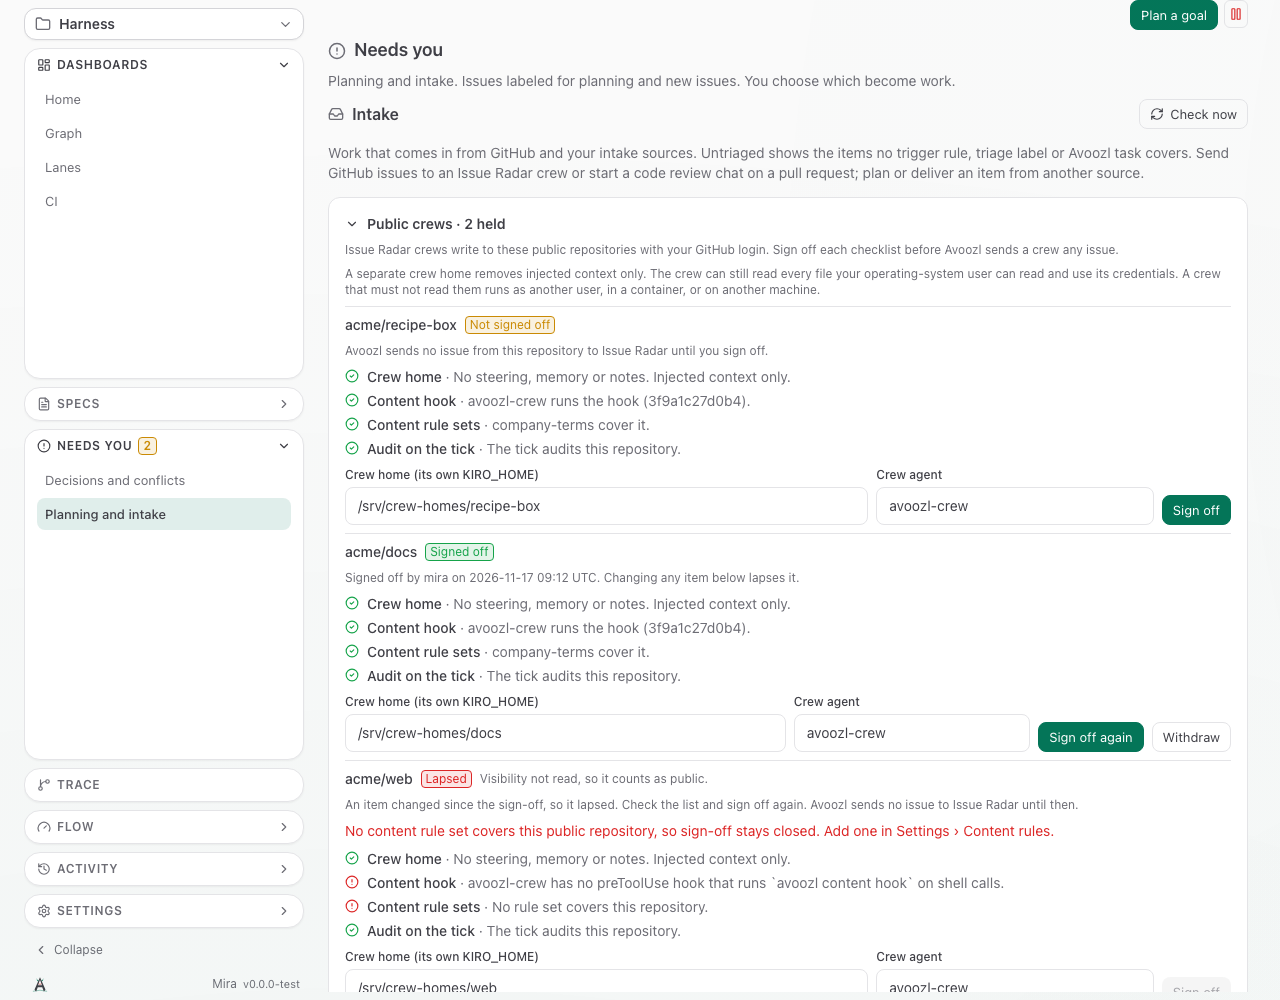 Harness
DASHBOARDS
Home
Graph
Lanes
CI
SPECS
NEEDS YOU 2
Decisions and conflicts
Planning and intake
TRACE
FLOW
ACTIVITY
SETTINGS
Collapse
Mira v0.0.0-test
Plan a goal
Needs you
Planning and intake. Issues labeled for planning and new issues. You choose which become work.
Intake
Check now
Work that comes in from GitHub and your intake sources. Untriaged shows the items no trigger rule, triage label or Avoozl task covers. Send
GitHub issues to an Issue Radar crew or start a code review chat on a pull request; plan or deliver an item from another source.
Public crews · 2 held
Issue Radar crews write to these public repositories with your GitHub login. Sign off each checklist before Avoozl sends a crew any issue.
A separate crew home removes injected context only. The crew can still read every file your operating-system user can read and use its credentials. A crew
that must not read them runs as another user, in a container, or on another machine.
acme/recipe-box Not signed off
Avoozl sends no issue from this repository to Issue Radar until you sign off.
Crew home · No steering, memory or notes. Injected context only.
Content hook · avoozl-crew runs the hook (3f9a1c27d0b4).
Content rule sets · company-terms cover it.
Audit on the tick · The tick audits this repository.
Crew home (its own KIRO_HOME) Crew agent
/srv/crew-homes/recipe-box avoozl-crew Sign off
acme/docs Signed off
Signed off by mira on 2026-11-17 09:12 UTC. Changing any item below lapses it.
Crew home · No steering, memory or notes. Injected context only.
Content hook · avoozl-crew runs the hook (3f9a1c27d0b4).
Content rule sets · company-terms cover it.
Audit on the tick · The tick audits this repository.
Crew home (its own KIRO_HOME) Crew agent
/srv/crew-homes/docs avoozl-crew Sign off again Withdraw
acme/web Lapsed Visibility not read, so it counts as public.
An item changed since the sign-off, so it lapsed. Check the list and sign off again. Avoozl sends no issue to Issue Radar until then.
No content rule set covers this public repository, so sign-off stays closed. Add one in Settings › Content rules.
Crew home · No steering, memory or notes. Injected context only.
Content hook · avoozl-crew has no preToolUse hook that runs `avoozl content hook` on shell calls.
Content rule sets · No rule set covers this repository.
Audit on the tick · The tick audits this repository.
Crew home (its own KIRO_HOME) Crew agent
/srv/crew-homes/web avoozl-crew Sign off